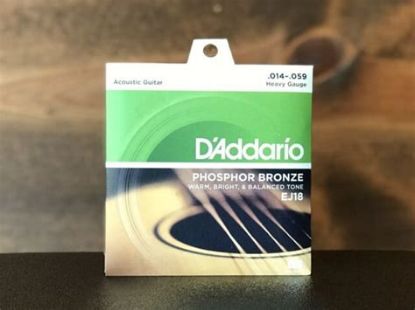 Acoustic Guitar
.014-.059
Heavy Gauge
D'Addario
PHOSPHOR BRONZE
WARM, BRIGHT, & BALANCED TONE
EJ18